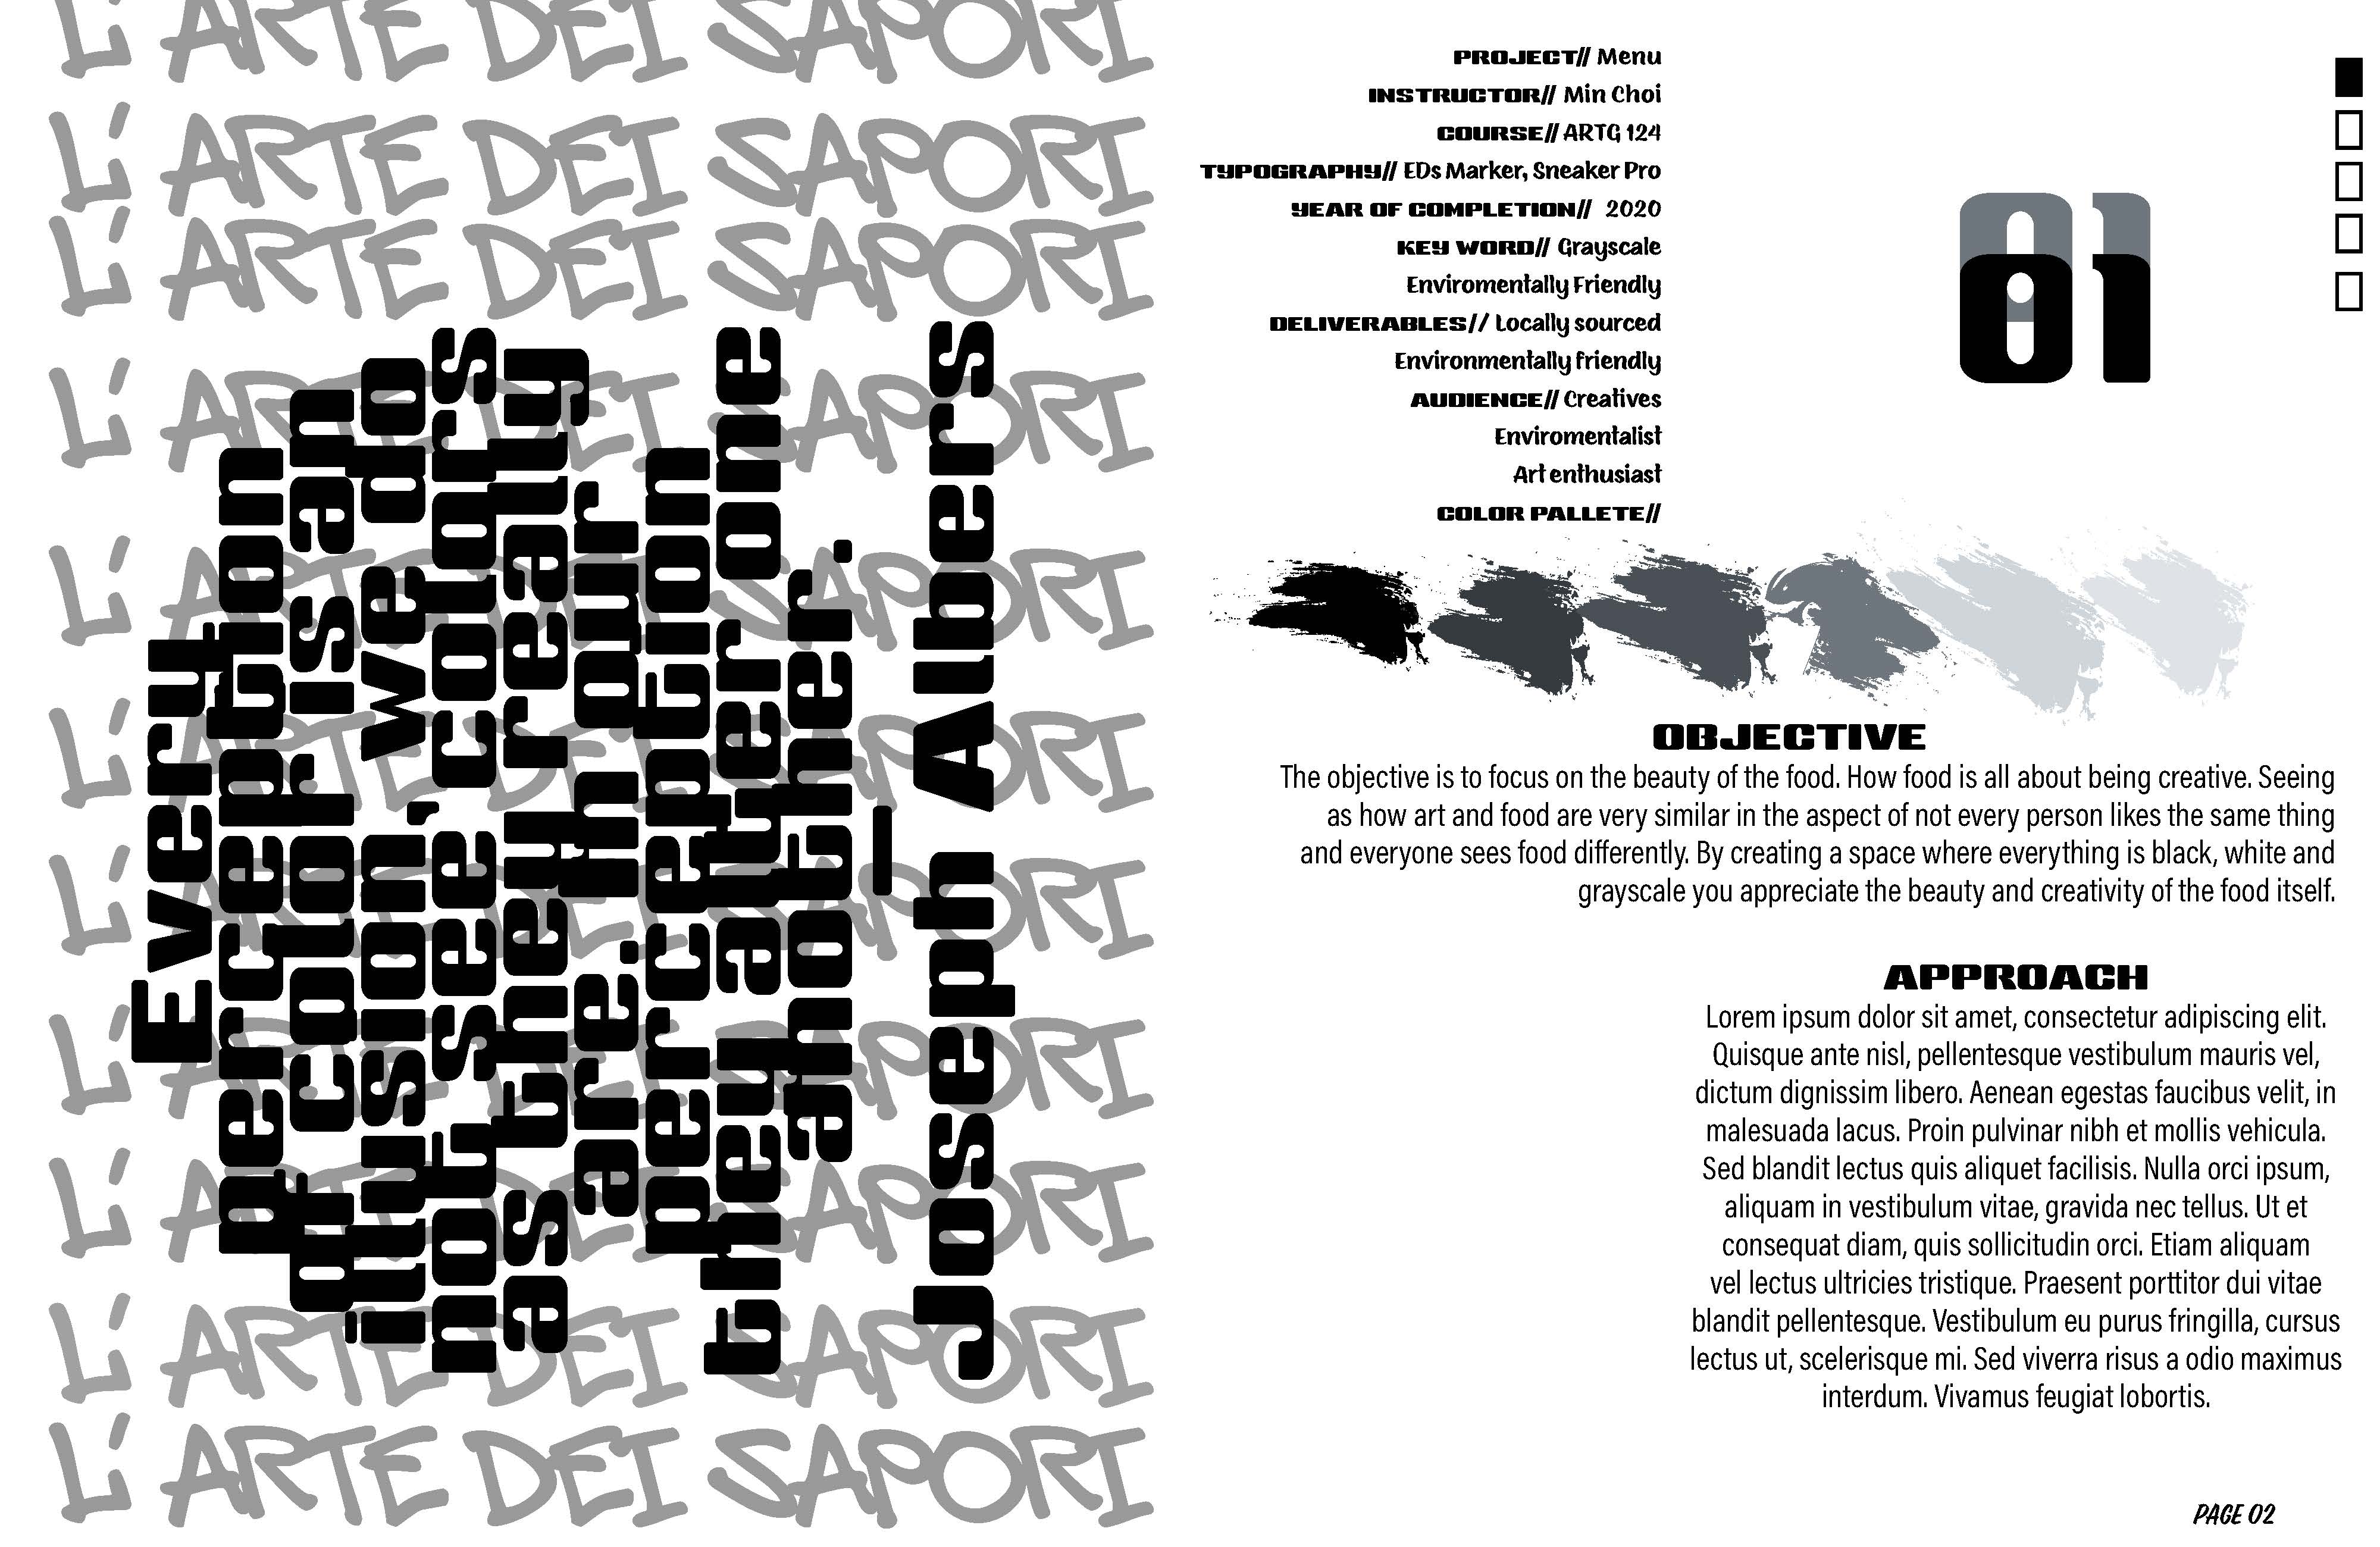 L' ARTE DEI SAPORI
L' ARTE DEI SAPORI
L' ARTE DEI SAPORI
L' ARTE DEI SAPORI
L' ARTE DEI SAPORI
L' ARTE DEI SAPORI
L' ARTE DEI SAPORI
L' ARTE DEI SAPORI
L' ARTE DEI SAPORI
L' ARTE DEI SAPORI
L' ARTE DEI SAPORI
Every
perception
of color is an
illusion, we do
not see colors
as they really
are. In our
perception
they alter one
another.
—
Joseph Albers
PROJECT// Menu
INSTRUCTOR// Min Choi
COURSE// ARTG 124
TYPOGRAPHY// EDs Marker, Sneaker Pro
YEAR OF COMPLETION// 2020
KEY WORD// Grayscale
Enviromentally Friendly
DELIVERABLES// Locally sourced
Environmentally friendly
AUDIENCE// Creatives
Enviromentalist
Art enthusiast
COLOR PALLETE//
01
01
OBJECTIVE
The objective is to focus on the beauty of the food. How food is all about being creative. Seeing
as how art and food are very similar in the aspect of not every person likes the same thing
and everyone sees food differently. By creating a space where everything is black, white and
grayscale you appreciate the beauty and creativity of the food itself.
APPROACH
Lorem ipsum dolor sit amet, consectetur adipiscing elit.
Quisque ante nisl, pellentesque vestibulum mauris vel,
dictum dignissim libero. Aenean egestas faucibus velit, in
malesuada lacus. Proin pulvinar nibh et mollis vehicula.
Sed blandit lectus quis aliquet facilisis. Nulla orci ipsum,
aliquam in vestibulum vitae, gravida nec tellus. Ut et
consequat diam, quis sollicitudin orci. Etiam aliquam
vel lectus ultricies tristique. Praesent porttitor dui vitae
blandit pellentesque. Vestibulum eu purus fringilla, cursus
lectus ut, scelerisque mi. Sed viverra risus a odio maximus
interdum. Vivamus feugiat lobortis.
PAGE 02